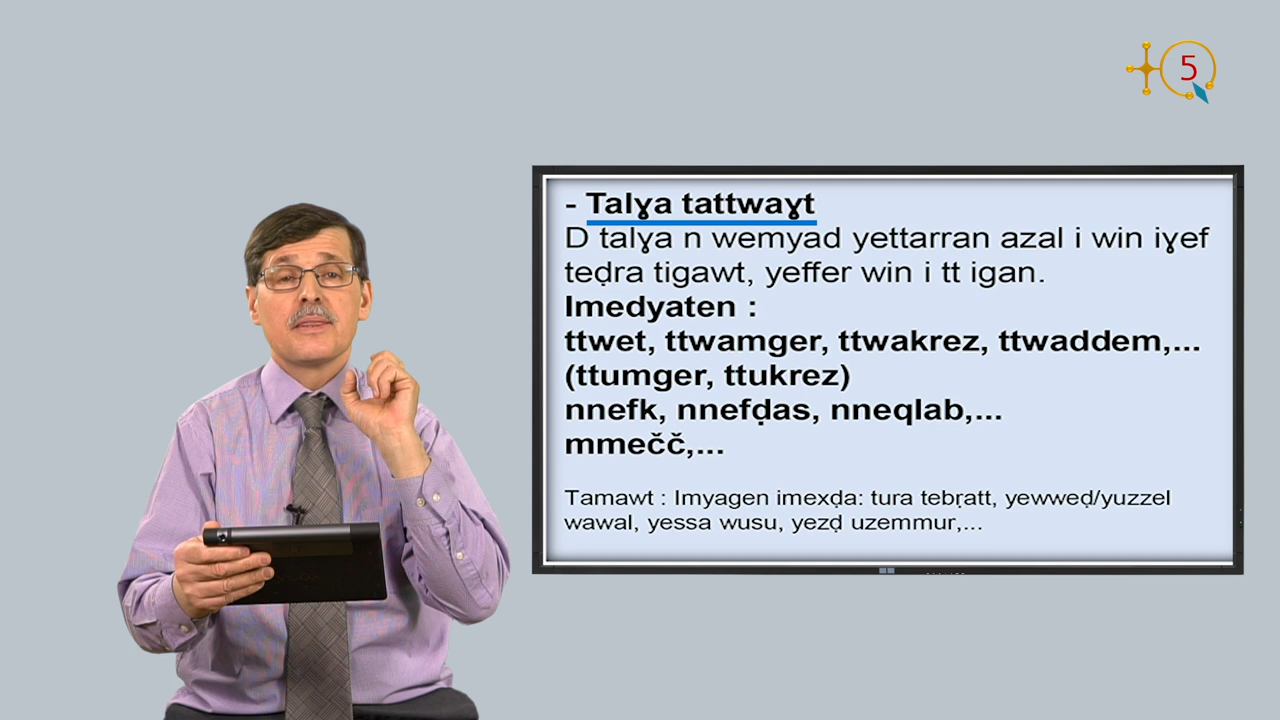 5
- Talɣa tattwaɣt
D talɣa n wemyad yettarran azal i win iɣef
teḍra tigawt, yeffer win i tt igan.
Imedyaten :
ttwet, ttwamger, ttwakrez, ttwaddem,...
(ttumger, ttukrez)
nnefk, nnefḍas, nneqlab,...
mmečč,...
Tamawt : Imyagen imexḍa: tura tebṛatt, yewweḍ/yuzzel
wawal, yessa wusu, yezḍ uzemmur,...